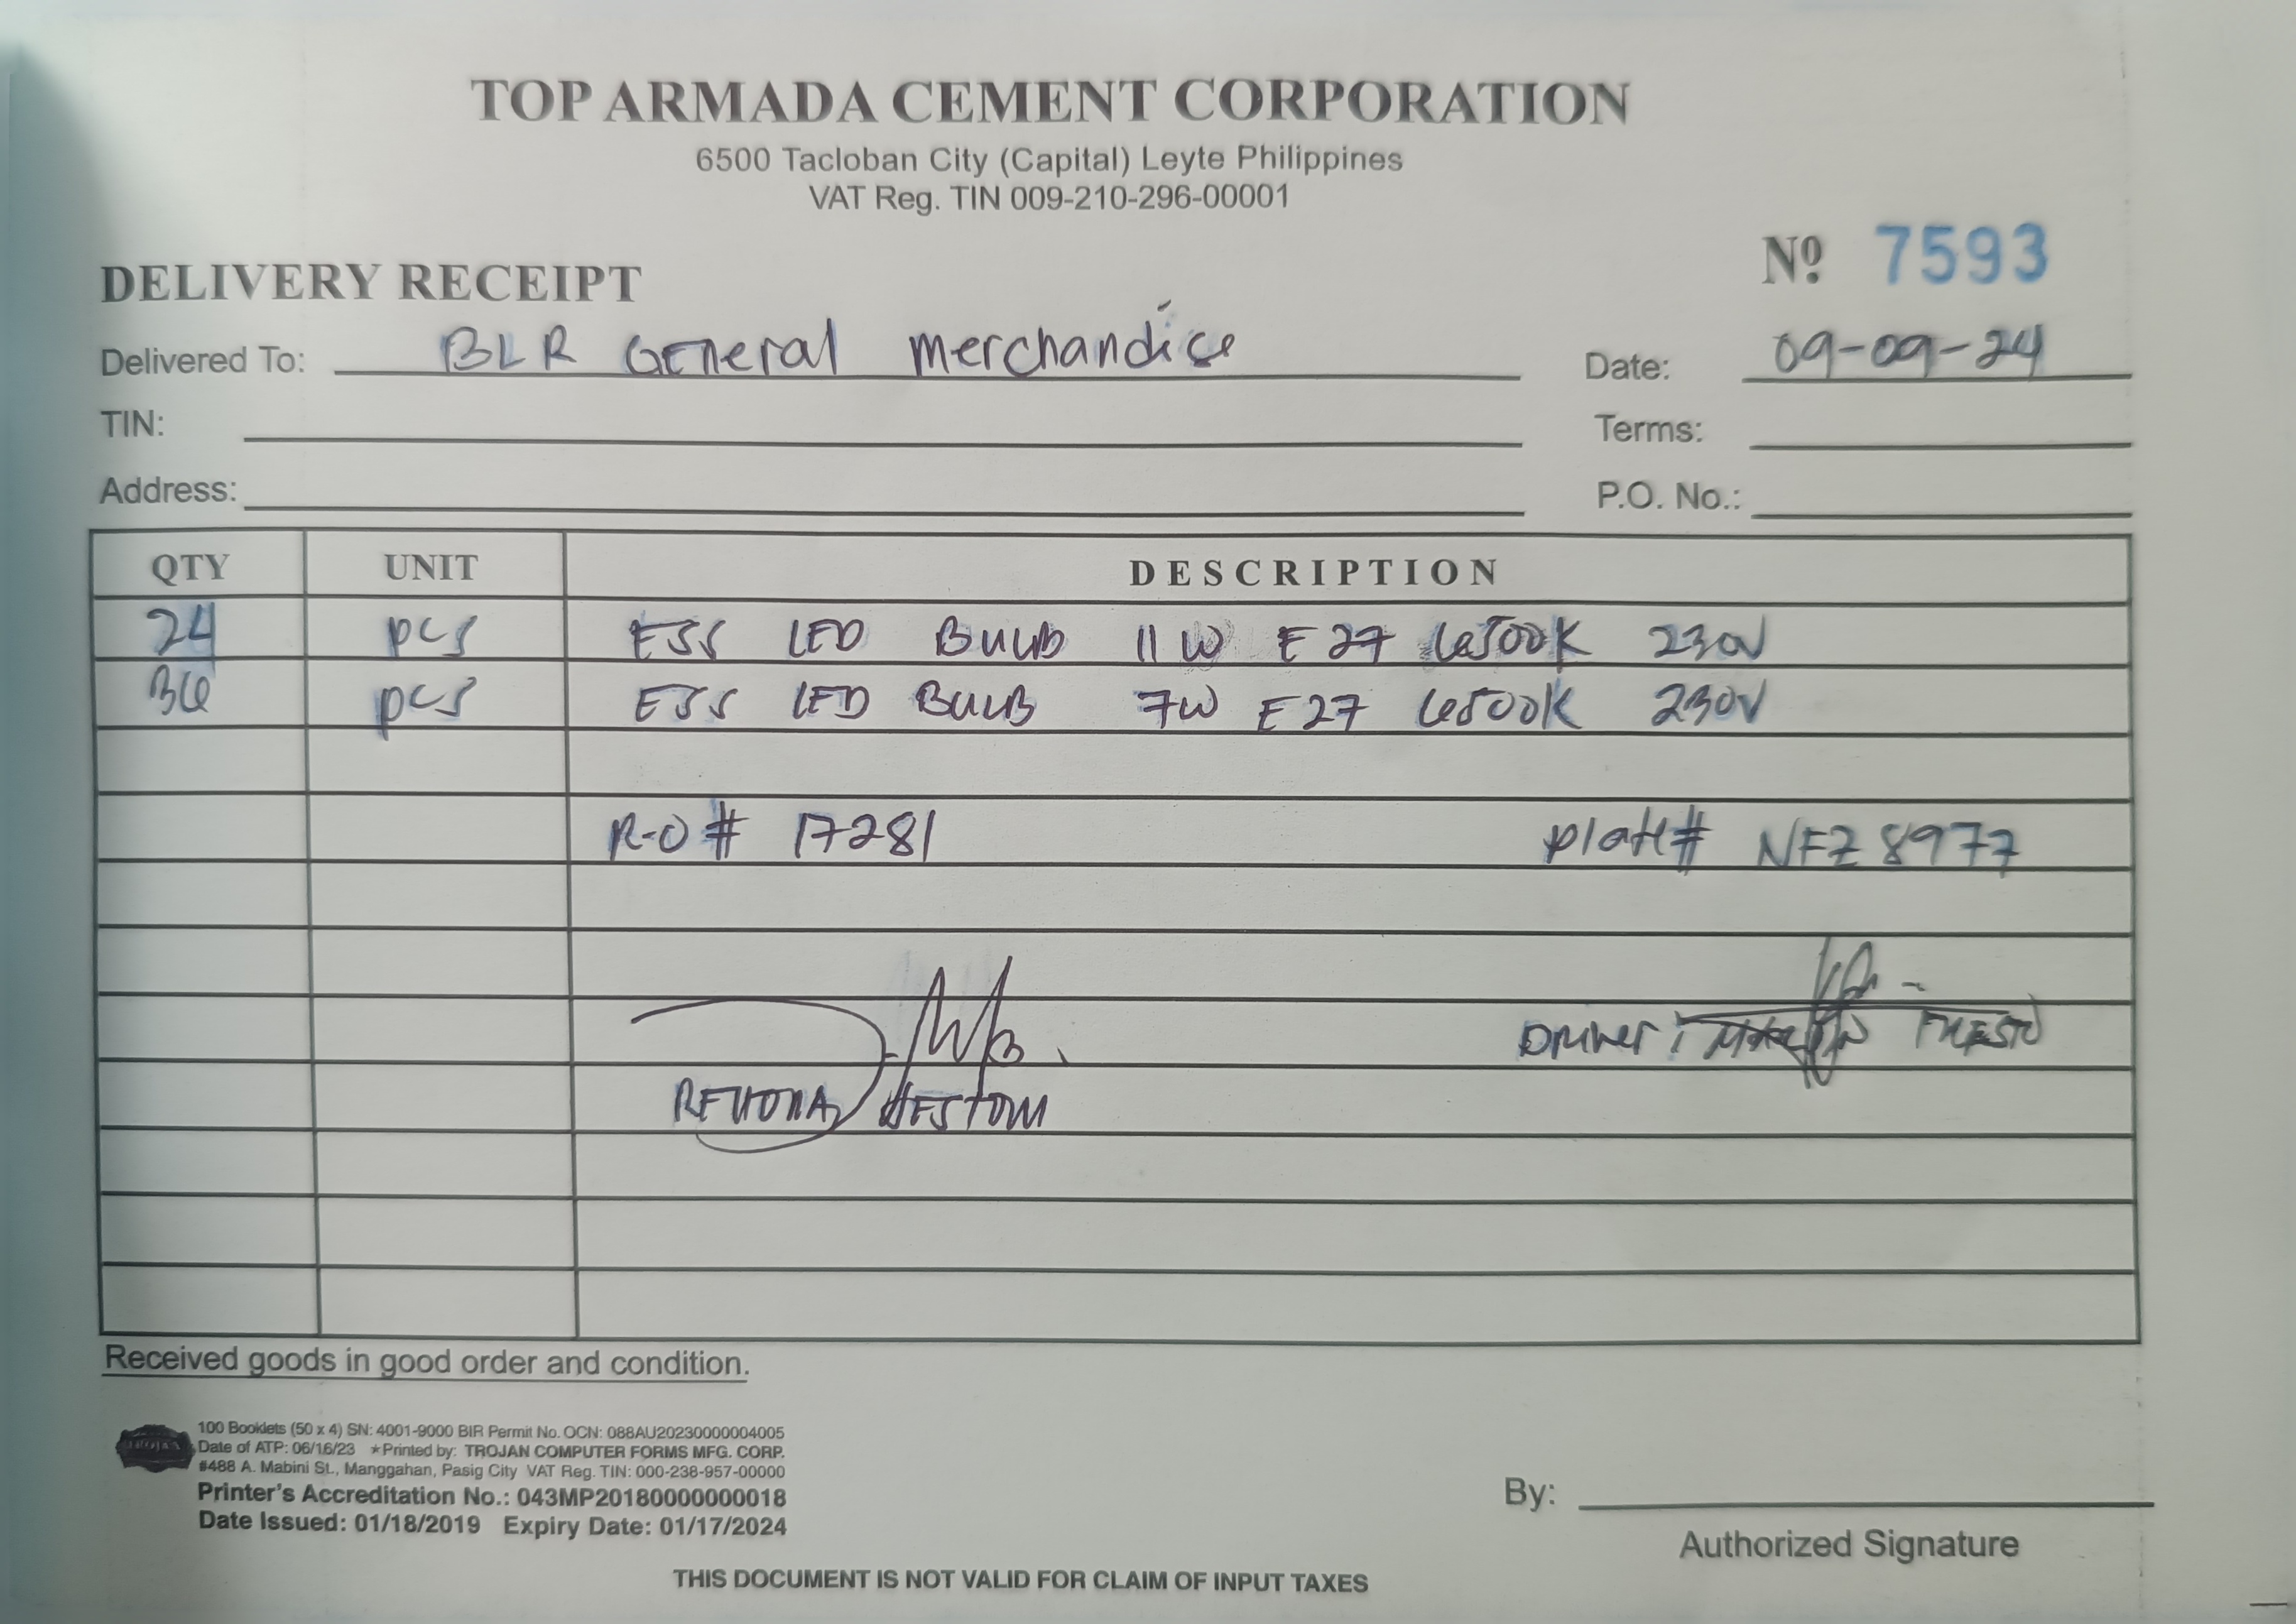 TOP ARMADA CEMENT CORPORATION
6500 Tacloban City (Capital) Leyte Philippines
VAT Reg. TIN 009-210-296-00001
Nº 7593
DELIVERY RECEIPT
Delivered To: BLR General merchandise Date: 09-09-24
TIN: Terms:
Address: P.O. No.:
QTY UNIT DESCRIPTION
24 pcs ESS LED BULB 11W E27 6500K 230V
36 pcs ESS LED BULB 7W E27 6500K 230V
R-O # 17281 plate# NFZ 8977
Driver:
Received goods in good order and condition.
TROJAN
100 Booklets (50 x 4) SN: 4001-9000 BIR Permit No. OCN: 088AU20230000004005
Date of ATP: 06/16/23 ★Printed by: TROJAN COMPUTER FORMS MFG. CORP.
#488 A. Mabini St., Manggahan, Pasig City VAT Reg. TIN: 000-238-957-00000
Printer's Accreditation No.: 043MP20180000000018
Date Issued: 01/18/2019 Expiry Date: 01/17/2024
By:
Authorized Signature
THIS DOCUMENT IS NOT VALID FOR CLAIM OF INPUT TAXES